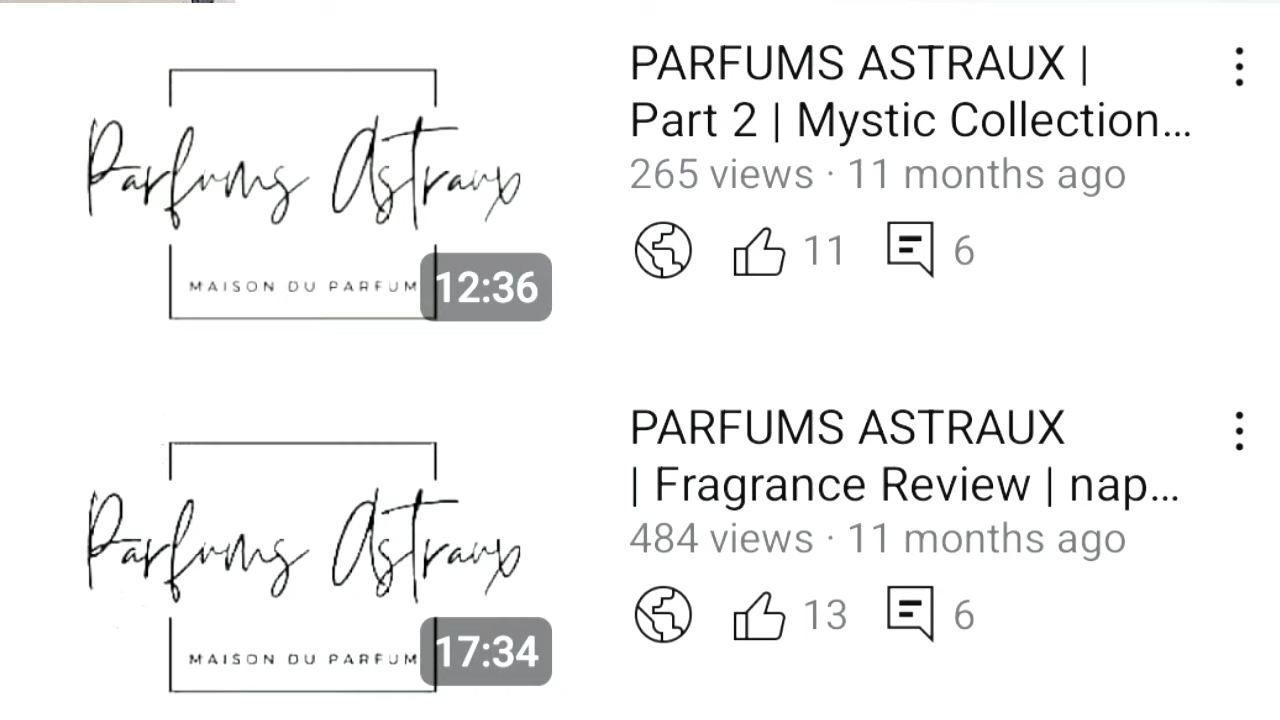 Parfums Astraux
MAISON DU PARFUM
12:36
PARFUMS ASTRAUX |
Part 2 | Mystic Collection...
265 views · 11 months ago
11
6
Parfums Astraux
MAISON DU PARFUM
17:34
PARFUMS ASTRAUX
| Fragrance Review | nap...
484 views · 11 months ago
13
6